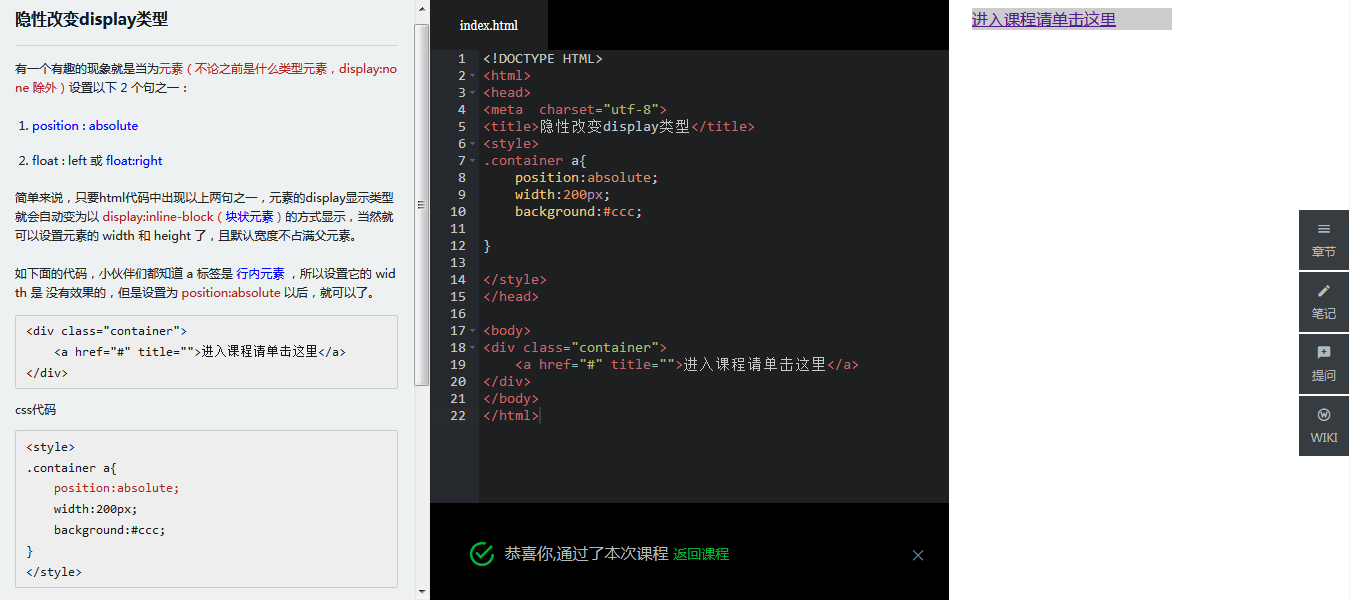 隐性改变display类型
有一个有趣的现象就是当为元素（不论之前是什么类型元素，display:no
ne 除外）设置以下 2 个句之一：
1. position : absolute
2. float : left 或 float:right
简单来说，只要html代码中出现以上两句之一，元素的display显示类型
就会自动变为以 display:inline-block（块状元素）的方式显示，当然就
可以设置元素的 width 和 height 了，且默认宽度不占满父元素。
如下面的代码，小伙伴们都知道 a 标签是 行内元素 ，所以设置它的 wid
th 是 没有效果的，但是设置为 position:absolute 以后，就可以了。
<div class="container">
    <a href="#" title="">进入课程请单击这里</a>
</div>
css代码
<style>
.container a{
    position:absolute;
    width:200px;
    background:#ccc;
}
</style>
index.html
1 <!DOCTYPE HTML>
2 <html>
3 <head>
4 <meta  charset="utf-8">
5 <title>隐性改变display类型</title>
6 <style>
7 .container a{
8     position:absolute;
9     width:200px;
10     background:#ccc;
11
12 }
13
14 </style>
15 </head>
16
17 <body>
18 <div class="container">
19     <a href="#" title="">进入课程请单击这里</a>
20 </div>
21 </body>
22 </html>
恭喜你,通过了本次课程 返回课程
进入课程请单击这里
章节
笔记
提问
WIKI